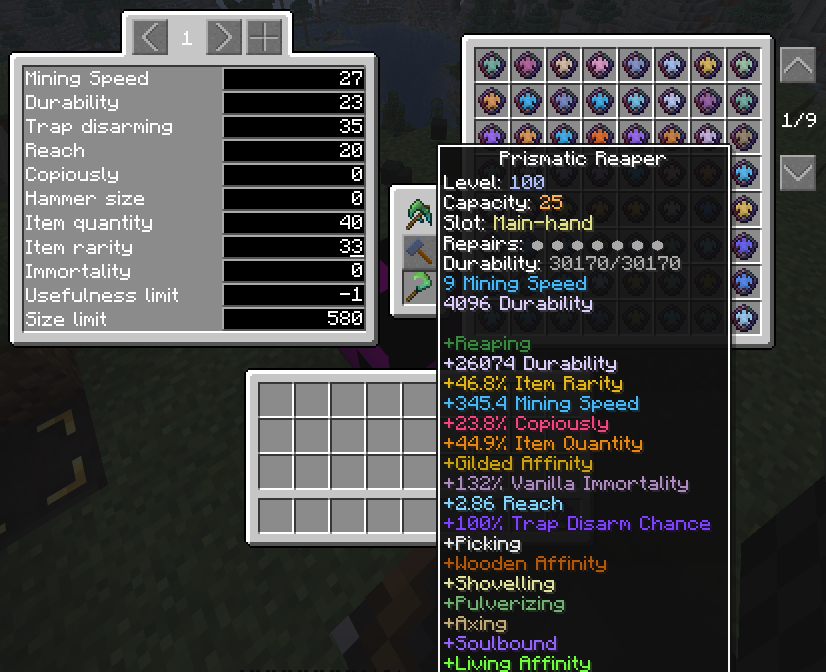 1
Mining Speed 27
Durability 23
Trap disarming 35
Reach 20
Copiously 0
Hammer size 0
Item quantity 40
Item rarity 33
Immortality 0
Usefulness limit -1
Size limit 580
1/9
Prismatic Reaper
Level: 100
Capacity: 25
Slot: Main-hand
Repairs: ● ● ● ● ● ● ●
Durability: 30170/30170
9 Mining Speed
4096 Durability
+Reaping
+26074 Durability
+46.8% Item Rarity
+345.4 Mining Speed
+23.8% Copiously
+44.9% Item Quantity
+Gilded Affinity
+132% Vanilla Immortality
+2.86 Reach
+100% Trap Disarm Chance
+Picking
+Wooden Affinity
+Shovelling
+Pulverizing
+Axing
+Soulbound
+Living Affinity